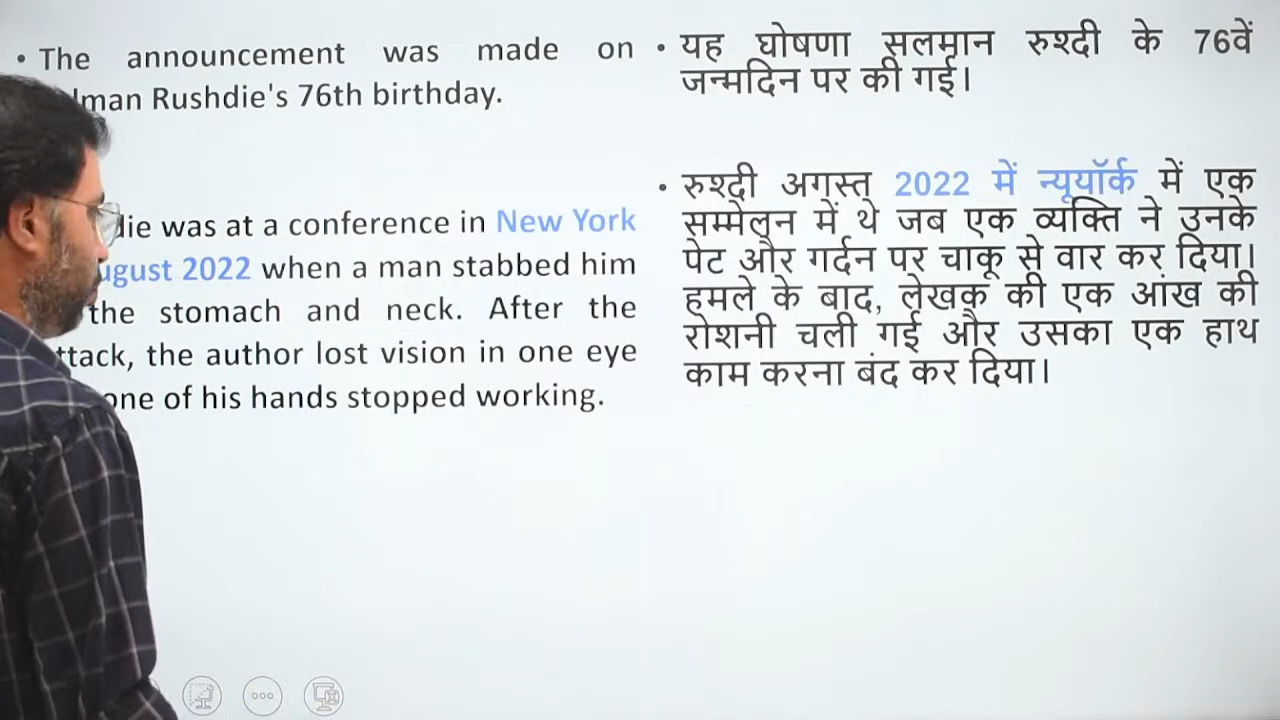 • The announcement was made on
lman Rushdie's 76th birthday.
die was at a conference in New York
ugust 2022 when a man stabbed him
the stomach and neck. After the
ttack, the author lost vision in one eye
one of his hands stopped working.
• यह घोषणा सलमान रुश्दी के 76वें
जन्मदिन पर की गई।
• रुश्दी अगस्त 2022 में न्यूयॉर्क में एक
सम्मेलन में थे जब एक व्यक्ति ने उनके
पेट और गर्दन पर चाकू से वार कर दिया।
हमले के बाद, लेखक की एक आंख की
रोशनी चली गई और उसका एक हाथ
काम करना बंद कर दिया।